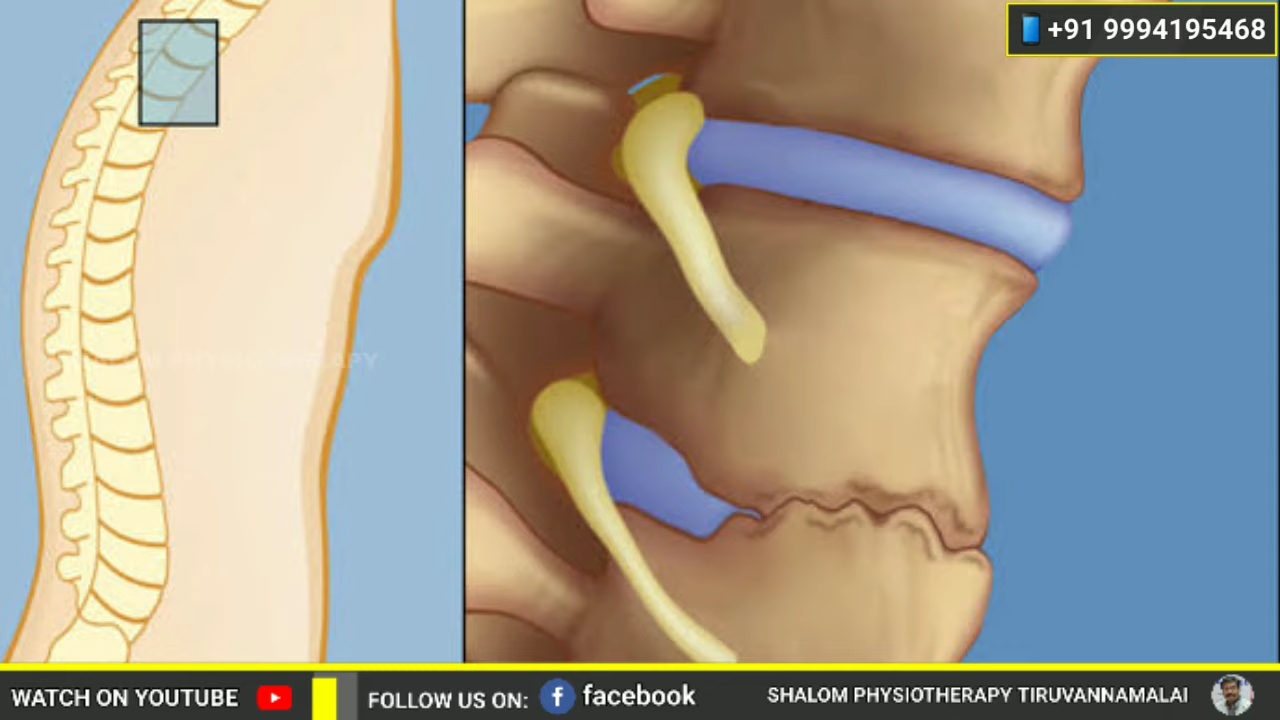 +91 9994195468
WATCH ON YOUTUBE
FOLLOW US ON: facebook
SHALOM PHYSIOTHERAPY TIRUVANNAMALAI